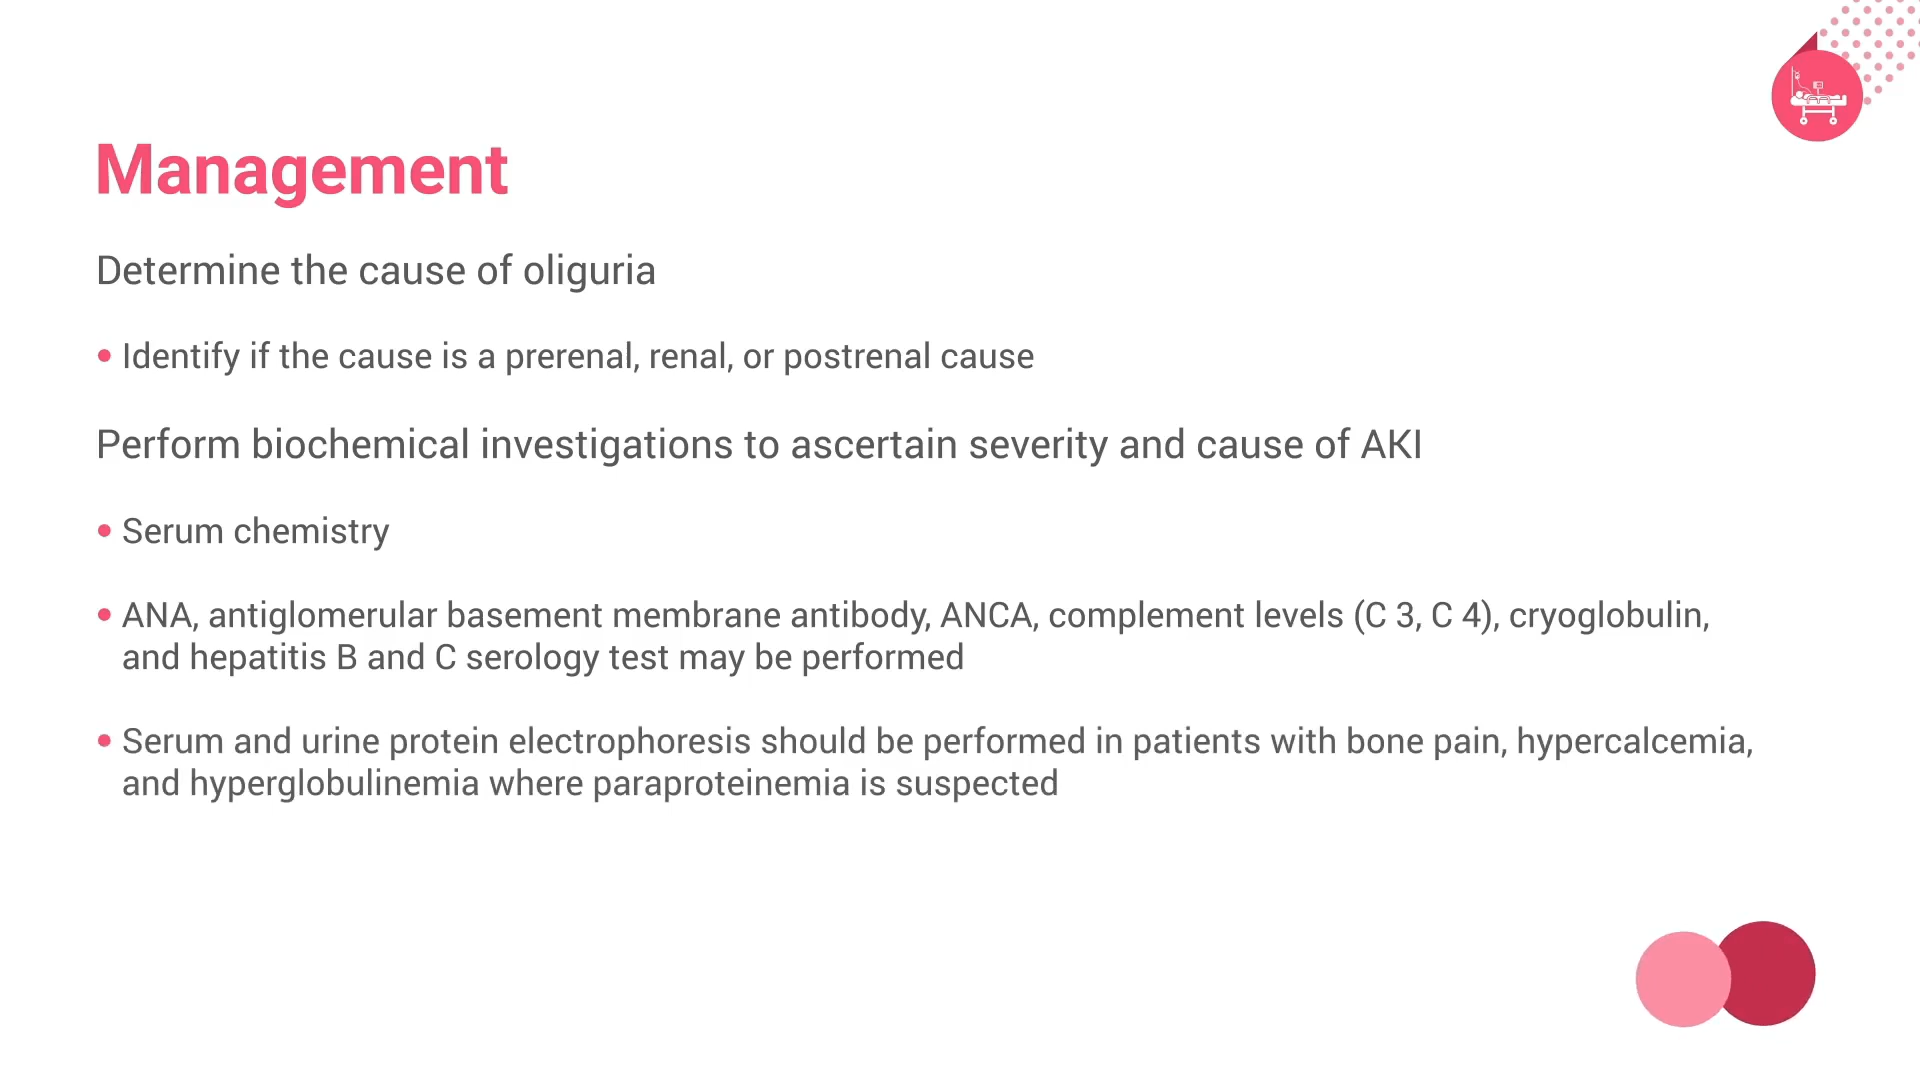 Management
Determine the cause of oliguria
• Identify if the cause is a prerenal, renal, or postrenal cause
Perform biochemical investigations to ascertain severity and cause of AKI
• Serum chemistry
• ANA, antiglomerular basement membrane antibody, ANCA, complement levels (C 3, C 4), cryoglobulin,
and hepatitis B and C serology test may be performed
• Serum and urine protein electrophoresis should be performed in patients with bone pain, hypercalcemia,
and hyperglobulinemia where paraproteinemia is suspected